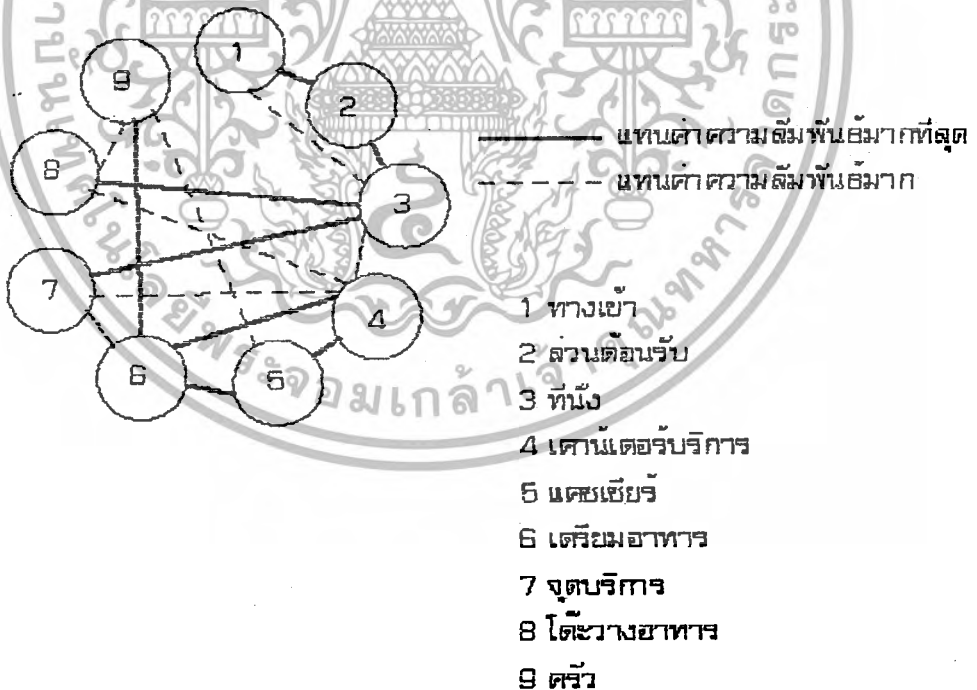 1
2
3
4
5
6
7
8
9
แทนค่าความสัมพันธ์มากที่สุด
แทนค่าความสัมพันธ์มาก
1 ทางเข้า
2 ส่วนต้อนรับ
3 ที่นั่ง
4 เคาน์เตอร์บริการ
5 แคชเชียร์
6 เตรียมอาหาร
7 จุดบริการ
8 โต๊ะวางอาหาร
9 ครัว